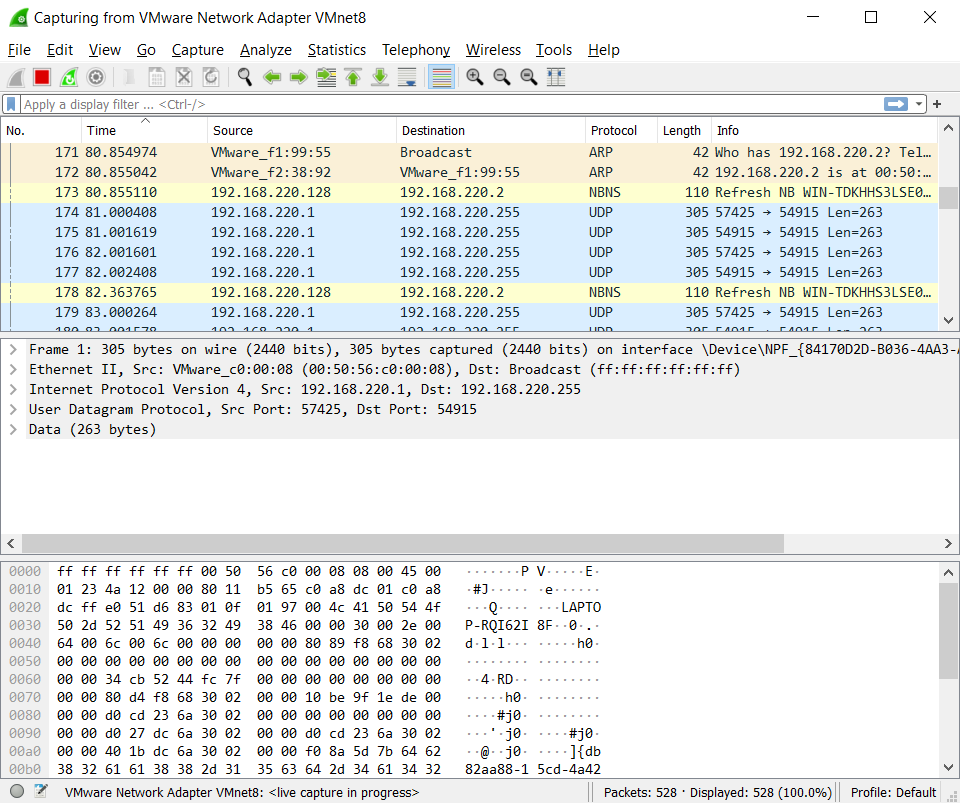 Capturing from VMware Network Adapter VMnet8
File Edit View Go Capture Analyze Statistics Telephony Wireless Tools Help
Apply a display filter ... <Ctrl-/>
No. Time Source Destination Protocol Length Info
171 80.854974 VMware_f1:99:55 Broadcast ARP 42 Who has 192.168.220.2? Tel…
172 80.855042 VMware_f2:38:92 VMware_f1:99:55 ARP 42 192.168.220.2 is at 00:50:…
173 80.855110 192.168.220.128 192.168.220.2 NBNS 110 Refresh NB WIN-TDKHHS3LSE0…
174 81.000408 192.168.220.1 192.168.220.255 UDP 305 57425 → 54915 Len=263
175 81.001619 192.168.220.1 192.168.220.255 UDP 305 54915 → 54915 Len=263
176 82.001601 192.168.220.1 192.168.220.255 UDP 305 57425 → 54915 Len=263
177 82.002408 192.168.220.1 192.168.220.255 UDP 305 54915 → 54915 Len=263
178 82.363765 192.168.220.128 192.168.220.2 NBNS 110 Refresh NB WIN-TDKHHS3LSE0…
179 83.000264 192.168.220.1 192.168.220.255 UDP 305 57425 → 54915 Len=263
180 83.001578 192.168.220.1 192.168.220.255 UDP 305 54915 → 54915 Len=263
Frame 1: 305 bytes on wire (2440 bits), 305 bytes captured (2440 bits) on interface \Device\NPF_{84170D2D-B036-4AA3-A
Ethernet II, Src: VMware_c0:00:08 (00:50:56:c0:00:08), Dst: Broadcast (ff:ff:ff:ff:ff:ff)
Internet Protocol Version 4, Src: 192.168.220.1, Dst: 192.168.220.255
User Datagram Protocol, Src Port: 57425, Dst Port: 54915
Data (263 bytes)
0000 ff ff ff ff ff ff 00 50 56 c0 00 08 08 00 45 00 ·······P V·····E·
0010 01 23 4a 12 00 00 80 11 b5 65 c0 a8 dc 01 c0 a8 ·#J····· ·e······
0020 dc ff e0 51 d6 83 01 0f 01 97 00 4c 41 50 54 4f ···Q···· ···LAPTO
0030 50 2d 52 51 49 36 32 49 38 46 00 00 30 00 2e 00 P-RQI62I 8F··0·.·
0040 64 00 6c 00 6c 00 00 00 00 00 80 89 f8 68 30 02 d·l·l··· ·····h0·
0050 00 00 00 00 00 00 00 00 00 00 00 00 00 00 00 00 ········ ········
0060 00 00 34 cb 52 44 fc 7f 00 00 00 00 00 00 00 00 ··4·RD·· ········
0070 00 00 80 d4 f8 68 30 02 00 00 10 be 9f 1e de 00 ·····h0· ········
0080 00 00 d0 cd 23 6a 30 02 00 00 00 00 00 00 00 00 ····#j0· ········
0090 00 00 d0 27 dc 6a 30 02 00 00 d0 cd 23 6a 30 02 ···'·j0· ····#j0·
00a0 00 00 40 1b dc 6a 30 02 00 00 f0 8a 5d 7b 64 62 ··@··j0· ····]{db
00b0 38 32 61 61 38 38 2d 31 35 63 64 2d 34 61 34 32 82aa88-1 5cd-4a42
VMware Network Adapter VMnet8: <live capture in progress> Packets: 528 · Displayed: 528 (100.0%) Profile: Default